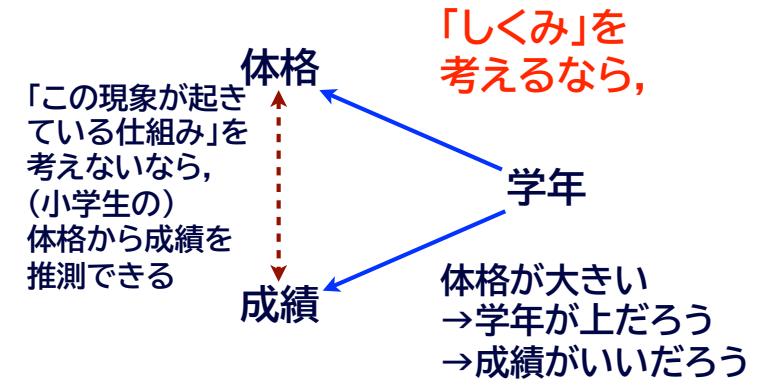 「しくみ」を
考えるなら，
体格
「この現象が起き
ている仕組み」を
考えないなら，
（小学生の）
体格から成績を
推測できる
学年
成績
体格が大きい
→学年が上だろう
→成績がいいだろう